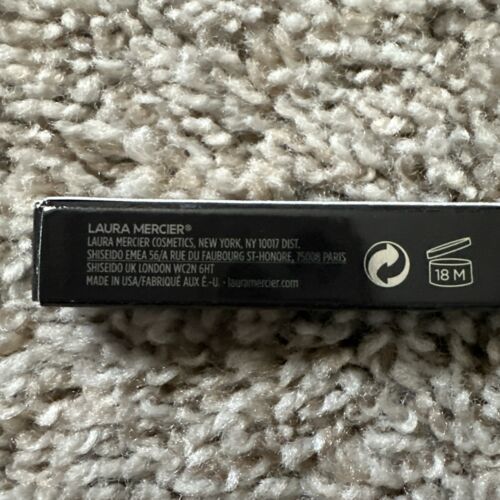 LAURA MERCIER®
LAURA MERCIER COSMETICS, NEW YORK, NY 10017 DIST.
SHISEIDO EMEA 56/A RUE DU FAUBOURG ST-HONORE, 75008 PARIS
SHISEIDO UK LONDON WC2N 6HT
MADE IN USA/FABRIQUÉ AUX É.-U. · lauramercier.com
18 M